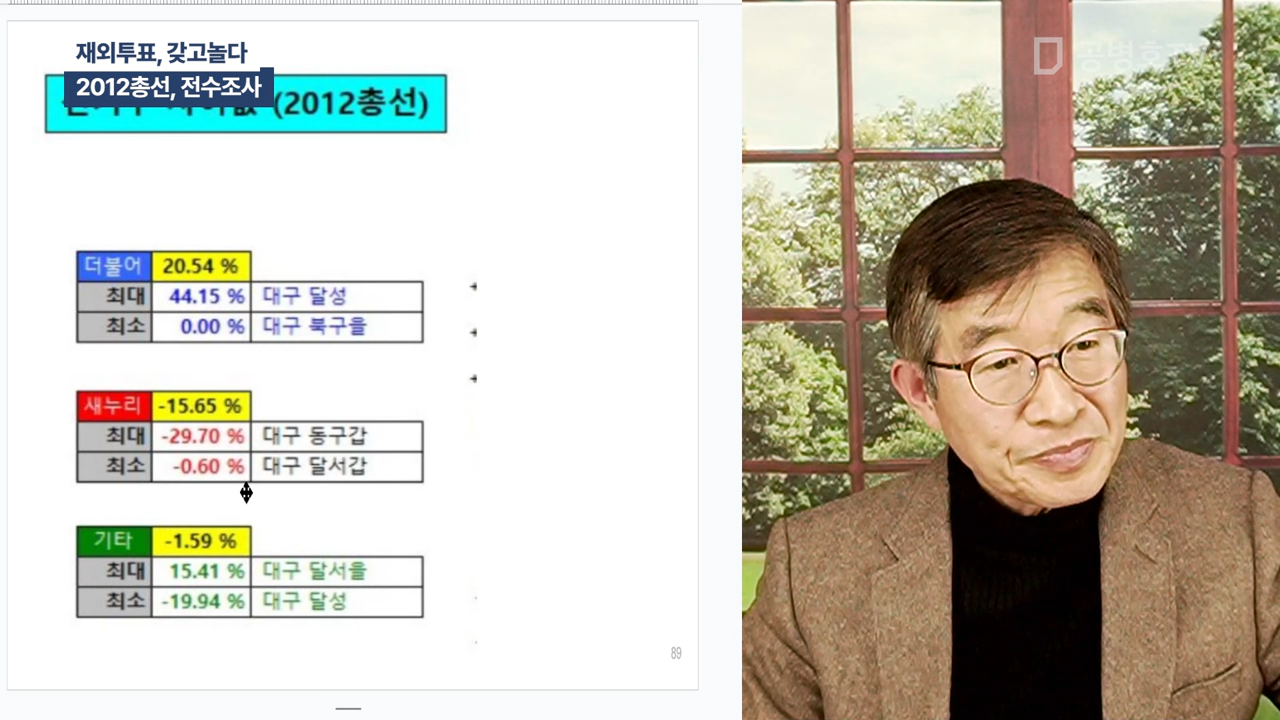 재외투표, 갖고놀다
2012총선, 전수조사
(2012총선)
더불어 20.54 %
최대 44.15 % 대구 달성
최소 0.00 % 대구 북구을
새누리 -15.65 %
최대 -29.70 % 대구 동구갑
최소 -0.60 % 대구 달서갑
기타 -1.59 %
최대 15.41 % 대구 달서을
최소 -19.94 % 대구 달성
89
공병호